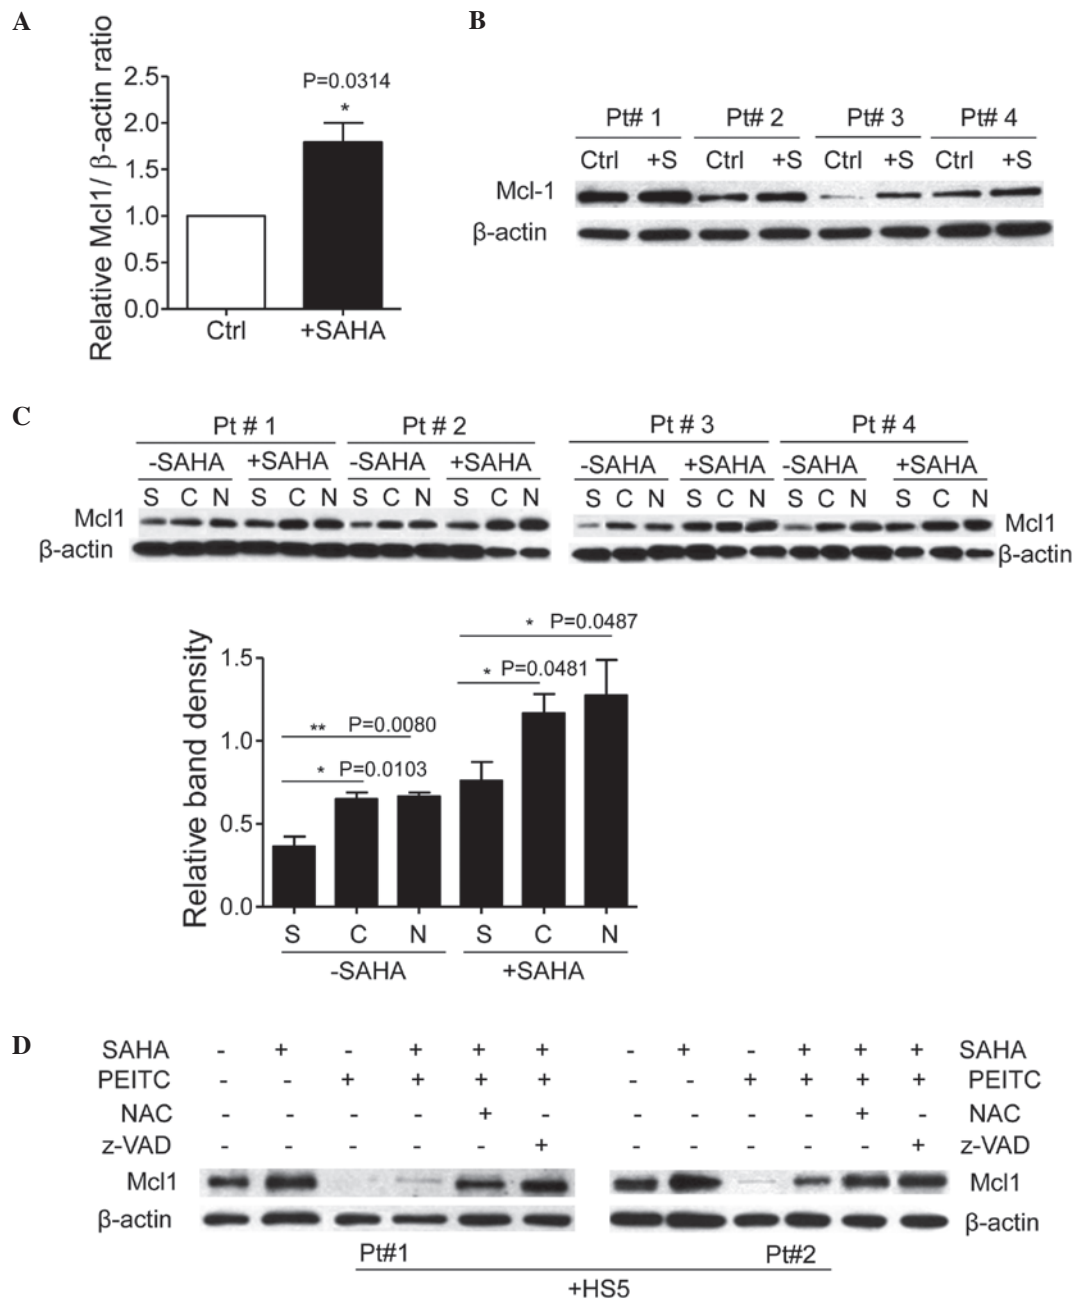 A
Relative Mcl1/ β-actin ratio
2.5
2.0
1.5
1.0
0.5
0.0
P=0.0314
*
Ctrl +SAHA
B
Pt# 1 Pt# 2 Pt# 3 Pt# 4
Ctrl +S Ctrl +S Ctrl +S Ctrl +S
Mcl-1
β-actin
C
Pt # 1 Pt # 2 Pt # 3 Pt # 4
-SAHA +SAHA -SAHA +SAHA -SAHA +SAHA -SAHA +SAHA
S C N S C N S C N S C N S C N S C N S C N S C N
Mcl1 Mcl1
β-actin β-actin
Relative band density
1.5
1.0
0.5
0.0
* P=0.0487
* P=0.0481
** P=0.0080
* P=0.0103
S C N S C N
-SAHA +SAHA
D
SAHA - + - + + + - + - + + + SAHA
PEITC - - + + + + - - + + + + PEITC
NAC - - - - + - - - - - + - NAC
z-VAD - - - - - + - - - - - + z-VAD
Mcl1 Mcl1
β-actin β-actin
Pt#1 Pt#2
+HS5